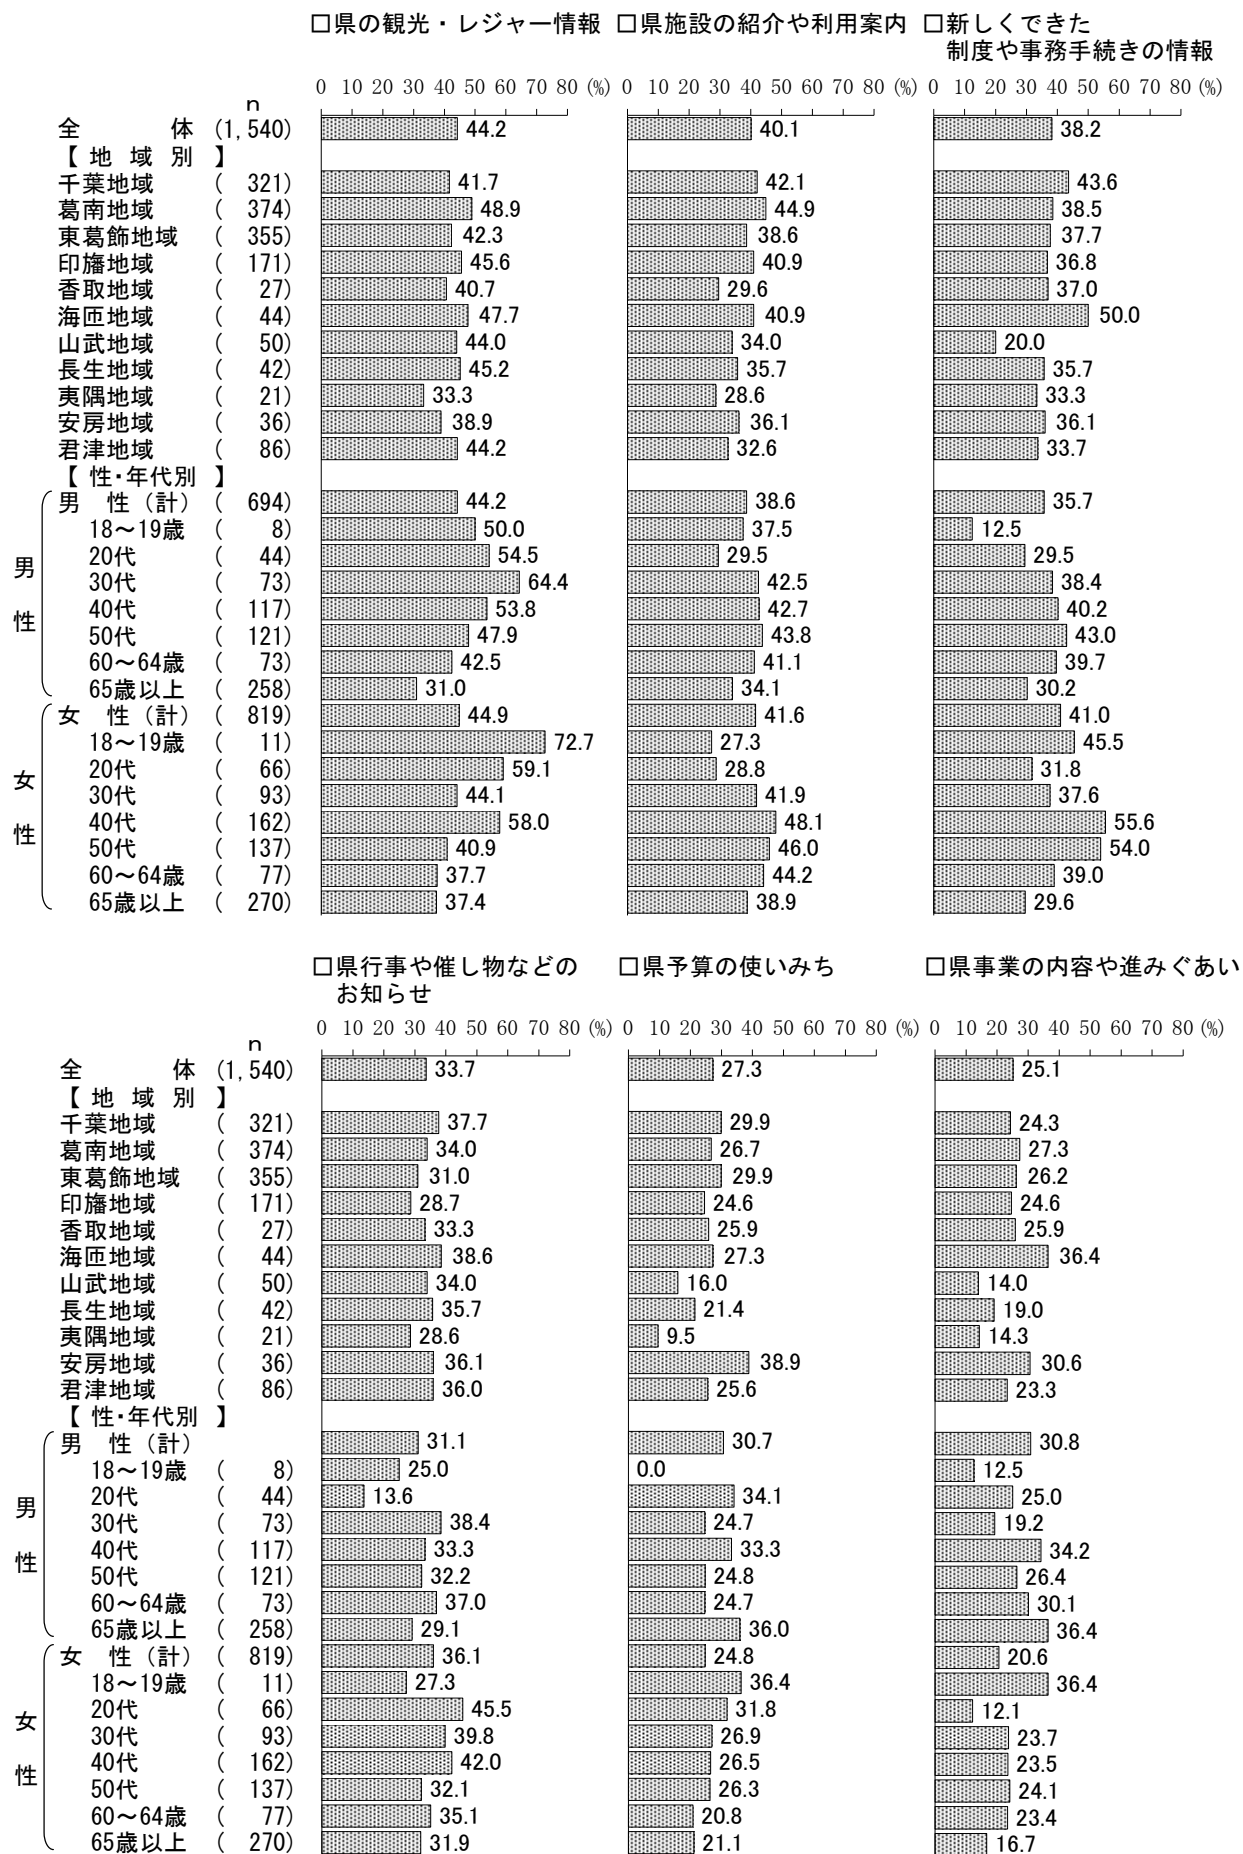 □県の観光・レジャー情報 □県施設の紹介や利用案内 □新しくできた
制度や事務手続きの情報
0 10 20 30 40 50 60 70 80 (%) 0 10 20 30 40 50 60 70 80 (%) 0 10 20 30 40 50 60 70 80 (%)
n
全 体 (1,540) 44.2 40.1 38.2
【 地 域 別 】
千葉地域 ( 321) 41.7 42.1 43.6
葛南地域 ( 374) 48.9 44.9 38.5
東葛飾地域 ( 355) 42.3 38.6 37.7
印旛地域 ( 171) 45.6 40.9 36.8
香取地域 ( 27) 40.7 29.6 37.0
海匝地域 ( 44) 47.7 40.9 50.0
山武地域 ( 50) 44.0 34.0 20.0
長生地域 ( 42) 45.2 35.7 35.7
夷隅地域 ( 21) 33.3 28.6 33.3
安房地域 ( 36) 38.9 36.1 36.1
君津地域 ( 86) 44.2 32.6 33.7
【 性・年代別 】
男 性（計） ( 694) 44.2 38.6 35.7
18～19歳 ( 8) 50.0 37.5 12.5
20代 ( 44) 54.5 29.5 29.5
男
30代 ( 73) 64.4 42.5 38.4
40代 ( 117) 53.8 42.7 40.2
性
50代 ( 121) 47.9 43.8 43.0
60～64歳 ( 73) 42.5 41.1 39.7
65歳以上 ( 258) 31.0 34.1 30.2
女 性（計） ( 819) 44.9 41.6 41.0
18～19歳 ( 11) 72.7 27.3 45.5
20代 ( 66) 59.1 28.8 31.8
女
30代 ( 93) 44.1 41.9 37.6
40代 ( 162) 58.0 48.1 55.6
性
50代 ( 137) 40.9 46.0 54.0
60～64歳 ( 77) 37.7 44.2 39.0
65歳以上 ( 270) 37.4 38.9 29.6
□県行事や催し物などの □県予算の使いみち □県事業の内容や進みぐあい
お知らせ
0 10 20 30 40 50 60 70 80 (%) 0 10 20 30 40 50 60 70 80 (%) 0 10 20 30 40 50 60 70 80 (%)
n
全 体 (1,540) 33.7 27.3 25.1
【 地 域 別 】
千葉地域 ( 321) 37.7 29.9 24.3
葛南地域 ( 374) 34.0 26.7 27.3
東葛飾地域 ( 355) 31.0 29.9 26.2
印旛地域 ( 171) 28.7 24.6 24.6
香取地域 ( 27) 33.3 25.9 25.9
海匝地域 ( 44) 38.6 27.3 36.4
山武地域 ( 50) 34.0 16.0 14.0
長生地域 ( 42) 35.7 21.4 19.0
夷隅地域 ( 21) 28.6 9.5 14.3
安房地域 ( 36) 36.1 38.9 30.6
君津地域 ( 86) 36.0 25.6 23.3
【 性・年代別 】
男 性（計） 31.1 30.7 30.8
18～19歳 ( 8) 25.0 0.0 12.5
20代 ( 44) 13.6 34.1 25.0
男
30代 ( 73) 38.4 24.7 19.2
40代 ( 117) 33.3 33.3 34.2
性
50代 ( 121) 32.2 24.8 26.4
60～64歳 ( 73) 37.0 24.7 30.1
65歳以上 ( 258) 29.1 36.0 36.4
女 性（計） ( 819) 36.1 24.8 20.6
18～19歳 ( 11) 27.3 36.4 36.4
20代 ( 66) 45.5 31.8 12.1
女
30代 ( 93) 39.8 26.9 23.7
40代 ( 162) 42.0 26.5 23.5
性
50代 ( 137) 32.1 26.3 24.1
60～64歳 ( 77) 35.1 20.8 23.4
65歳以上 ( 270) 31.9 21.1 16.7